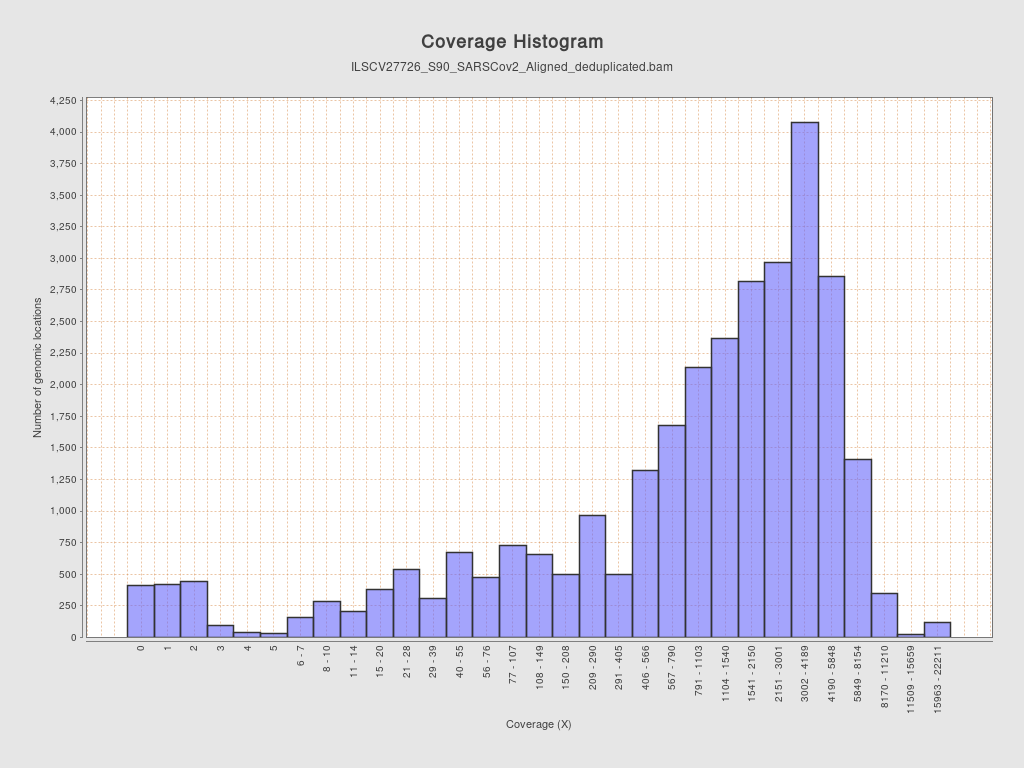 Coverage Histogram
ILSCV27726_S90_SARSCov2_Aligned_deduplicated.bam
Number of genomic locations
4,250
4,000
3,750
3,500
3,250
3,000
2,750
2,500
2,250
2,000
1,750
1,500
1,250
1,000
750
500
250
0
0
1
2
3
4
5
6 - 7
8 - 10
11 - 14
15 - 20
21 - 28
29 - 39
40 - 55
56 - 76
77 - 107
108 - 149
150 - 208
209 - 290
291 - 405
406 - 566
567 - 790
791 - 1103
1104 - 1540
1541 - 2150
2151 - 3001
3002 - 4189
4190 - 5848
5849 - 8154
8170 - 11210
11509 - 15659
15963 - 22211
Coverage (X)